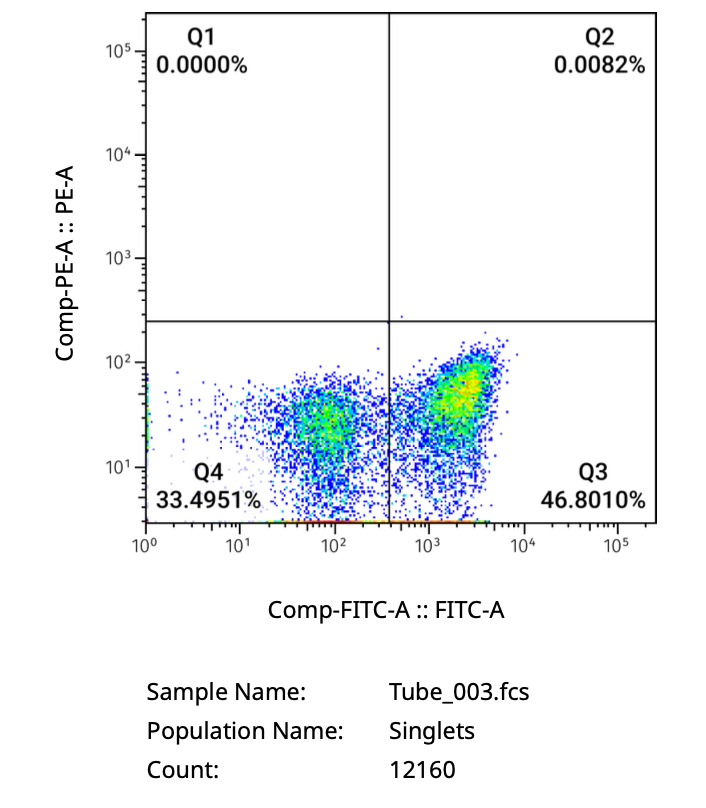 Q1
0.0000%
Q2
0.0082%
10⁵
10⁴
10³
10²
10¹
Comp-PE-A :: PE-A
Q4
33.4951%
Q3
46.8010%
10⁰ 10¹ 10² 10³ 10⁴ 10⁵
Comp-FITC-A :: FITC-A
Sample Name: Tube_003.fcs
Population Name: Singlets
Count: 12160